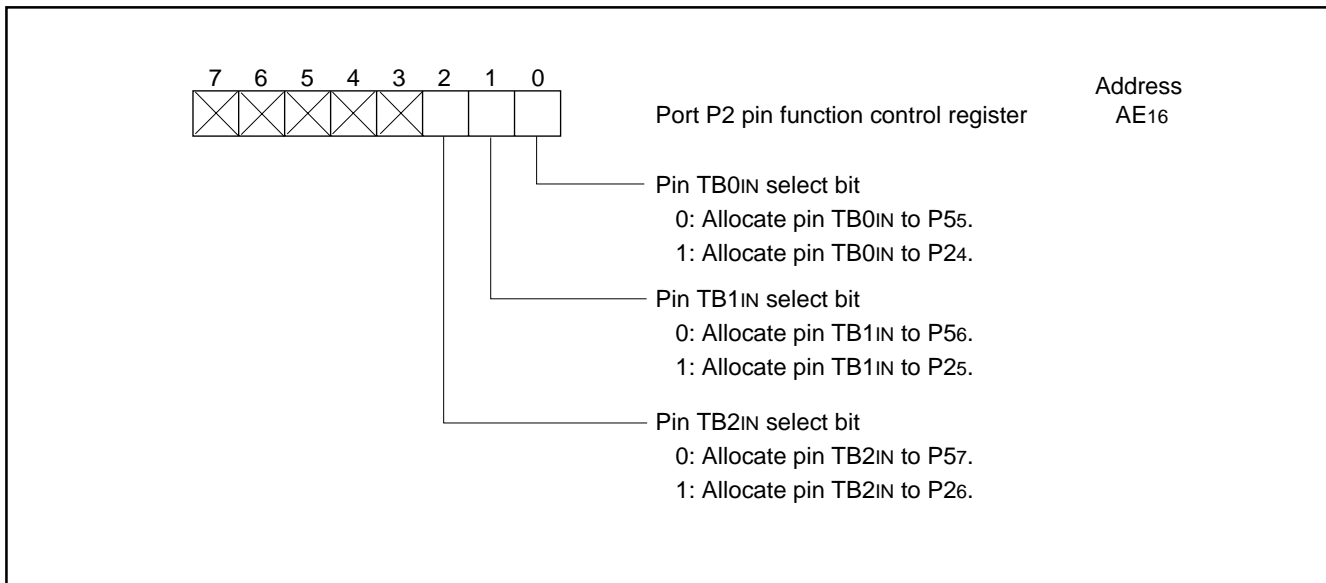 7 6 5 4 3 2 1 0
Address
Port P2 pin function control register AE16
Pin TB0IN select bit
0: Allocate pin TB0IN to P55.
1: Allocate pin TB0IN to P24.
Pin TB1IN select bit
0: Allocate pin TB1IN to P56.
1: Allocate pin TB1IN to P25.
Pin TB2IN select bit
0: Allocate pin TB2IN to P57.
1: Allocate pin TB2IN to P26.